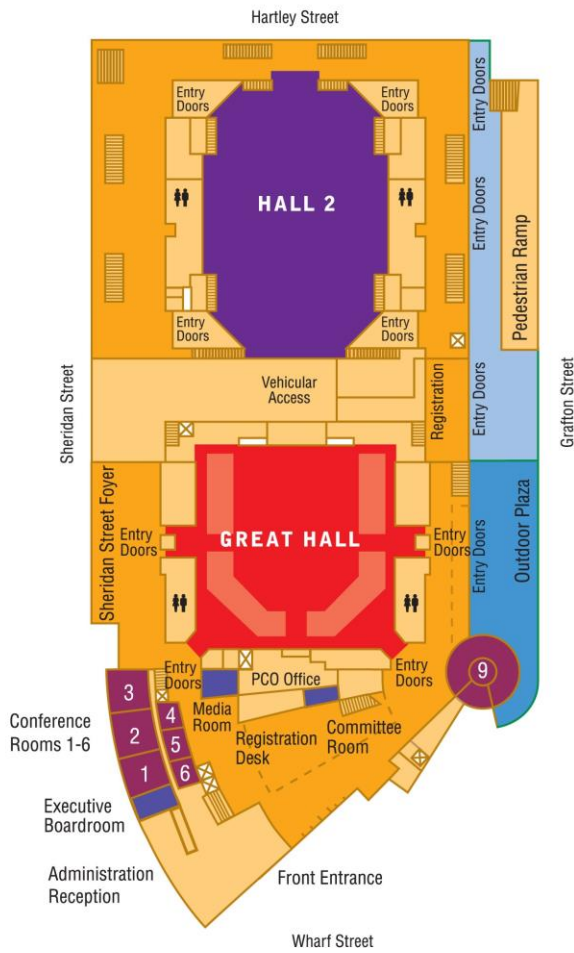 Hartley Street
Entry
Doors
Entry
Doors
Entry Doors
HALL 2
Entry Doors
Pedestrian Ramp
Entry
Doors
Entry
Doors
Sheridan Street
Vehicular
Access
Registration
Entry Doors
Grafton Street
Sheridan Street Foyer
Entry
Doors
GREAT HALL
Entry
Doors
Entry Doors
Outdoor Plaza
Entry
Doors
PCO Office
Entry
Doors
9
3
Media
Room
4
Conference
Rooms 1-6
2
5
Registration
Desk
Committee
Room
1
6
Executive
Boardroom
Administration
Reception
Front Entrance
Wharf Street